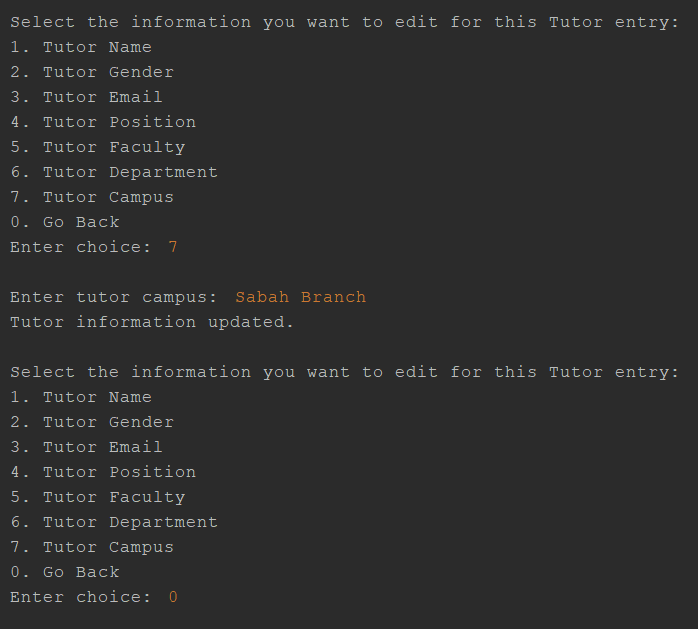 Select the information you want to edit for this Tutor entry:
1. Tutor Name
2. Tutor Gender
3. Tutor Email
4. Tutor Position
5. Tutor Faculty
6. Tutor Department
7. Tutor Campus
0. Go Back
Enter choice: 7
Enter tutor campus: Sabah Branch
Tutor information updated.
Select the information you want to edit for this Tutor entry:
1. Tutor Name
2. Tutor Gender
3. Tutor Email
4. Tutor Position
5. Tutor Faculty
6. Tutor Department
7. Tutor Campus
0. Go Back
Enter choice: 0